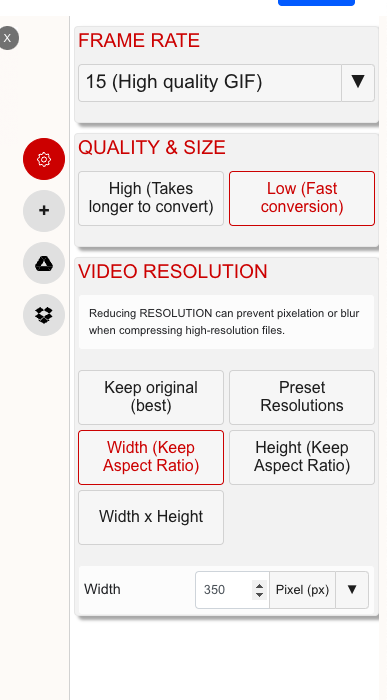 X
FRAME RATE
15 (High quality GIF)
QUALITY & SIZE
High (Takes
longer to convert)
Low (Fast
conversion)
VIDEO RESOLUTION
Reducing RESOLUTION can prevent pixelation or blur
when compressing high-resolution files.
Keep original
(best)
Preset
Resolutions
Width (Keep
Aspect Ratio)
Height (Keep
Aspect Ratio)
Width x Height
Width
350
Pixel (px)